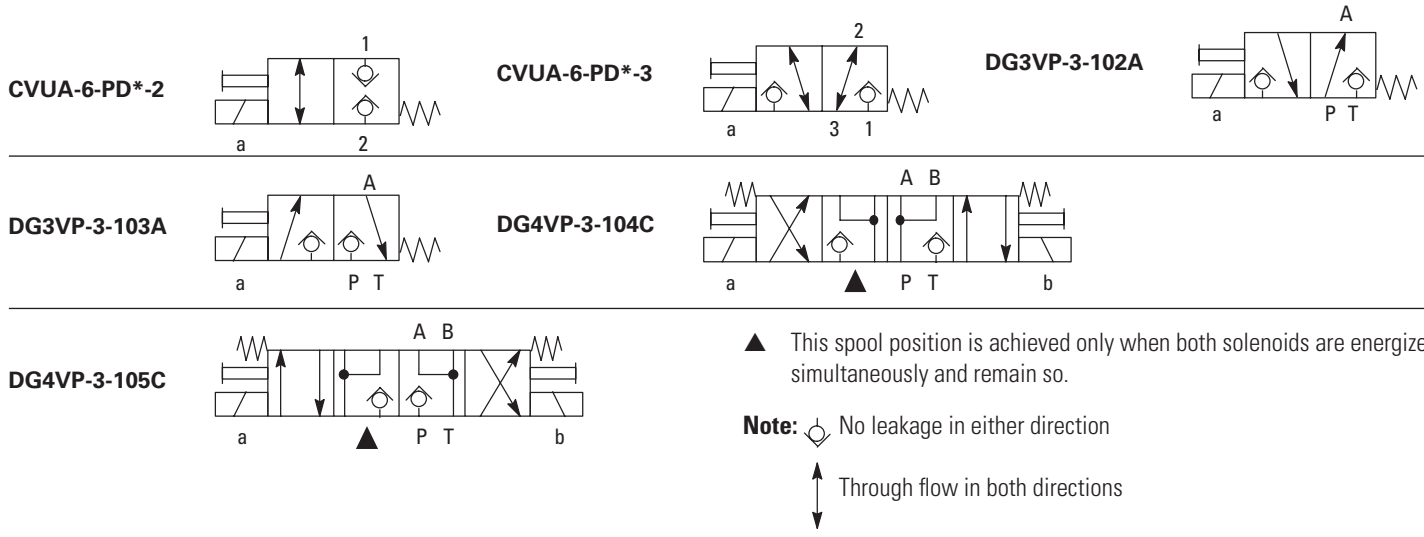 CVUA-6-PD*-2
1
a 2
CVUA-6-PD*-3
2
a 3 1
DG3VP-3-102A
A
a P T
DG3VP-3-103A
A
a P T
DG4VP-3-104C
A B
a ▲ P T b
DG4VP-3-105C
A B
a ▲ P T b
▲ This spool position is achieved only when both solenoids are energize
simultaneously and remain so.
Note: No leakage in either direction
Through flow in both directions